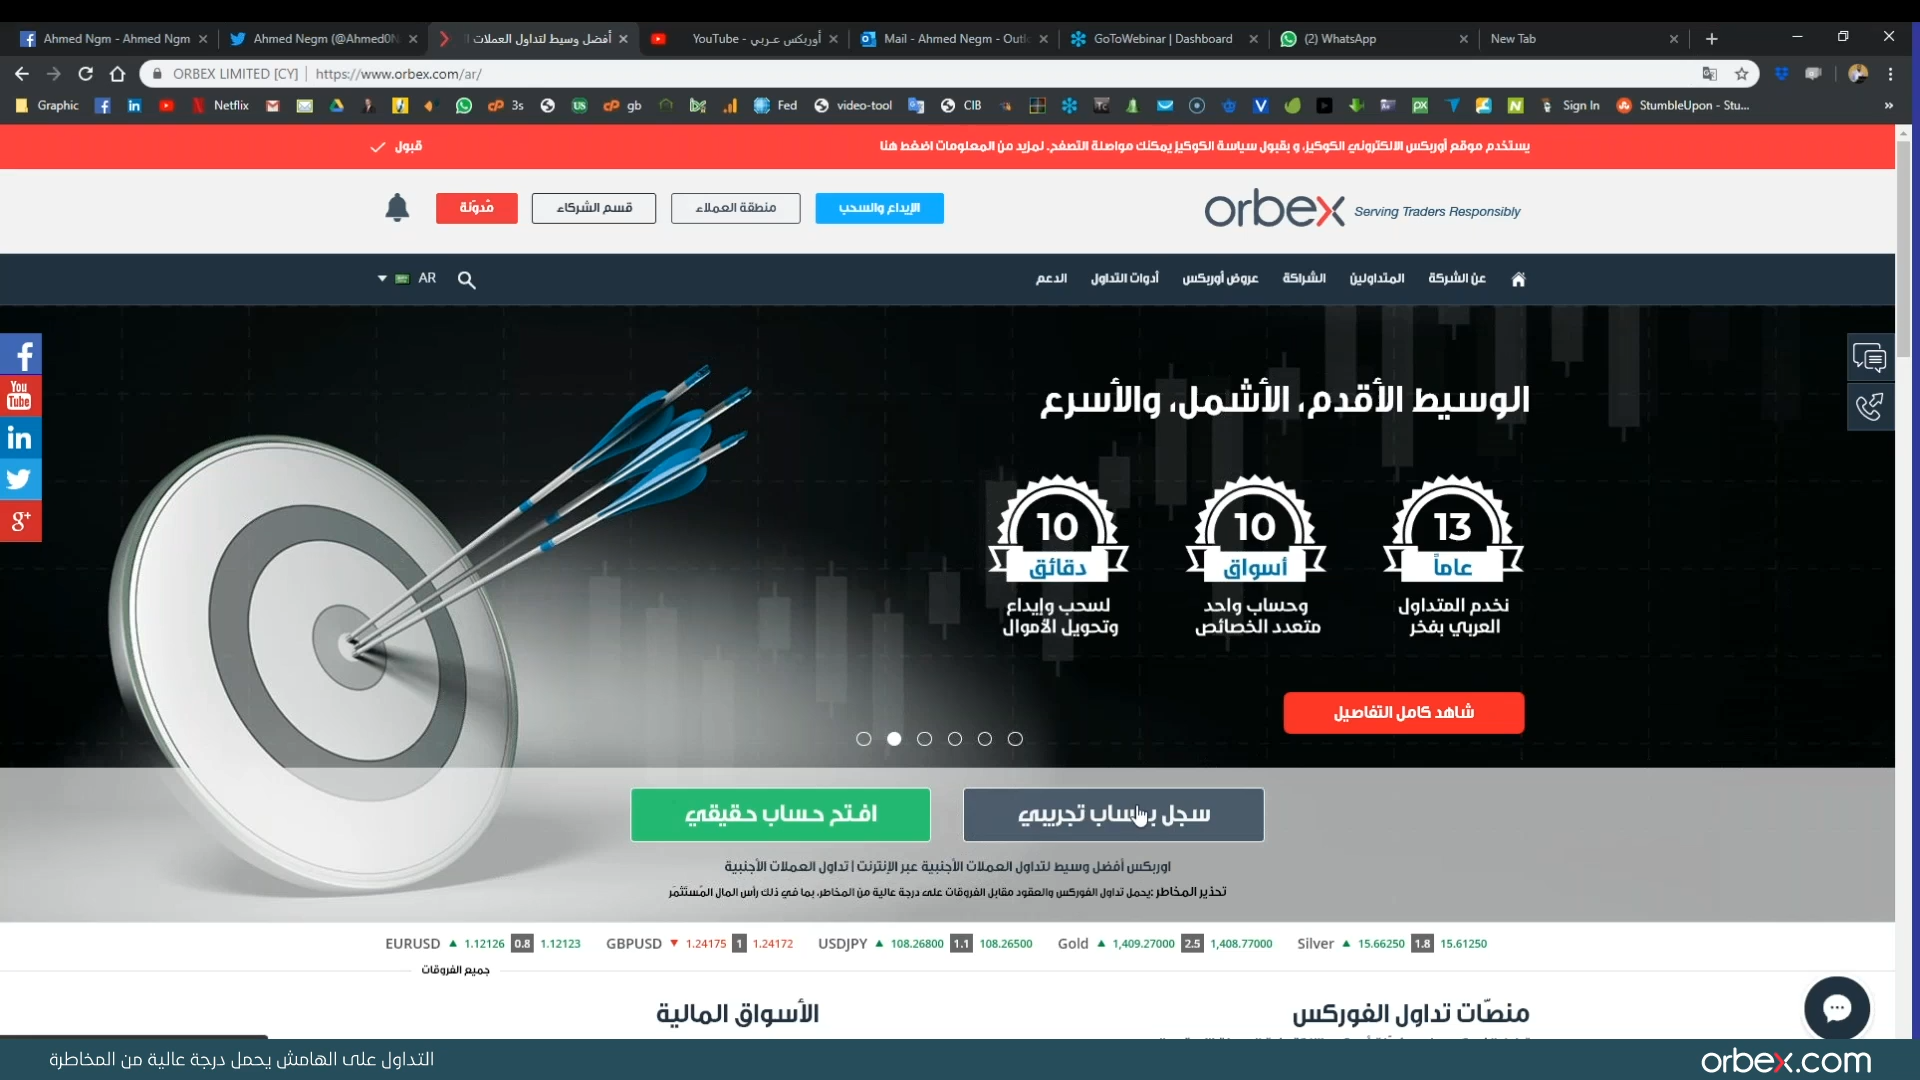 Ahmed Ngm - Ahmed Ngm
Ahmed Negm (@Ahmed0N
أفضل وسيط لتداول العملات ا
أوربكس عـربي - YouTube
Mail - Ahmed Negm - Outl
GoToWebinar | Dashboard
(2) WhatsApp
New Tab
ORBEX LIMITED [CY] | https://www.orbex.com/ar/
Graphic
Netflix
3s
gb
Fed
video-tool
CIB
Sign In
StumbleUpon - Stu...
يستخدم موقع أوربكس الالكتروني الكوكيز، و بقبول سياسة الكوكيز يمكنك مواصلة التصفح. لمزيد من المعلومات اضغط هنا
قبول
orbex Serving Traders Responsibly
الإيداع والسحب
منطقة العملاء
قسم الشركاء
مُدوّنة
عن الشركة
المتداولين
الشراكة
عروض أوربكس
أدوات التداول
الدعم
AR
You
Tube
الوسيط الأقدم، الأشمل، والأسرع
13
عاماً
نخدم المتداول
العربي بفخر
10
أسواق
وحساب واحد
متعدد الخصائص
10
دقائق
لسحب وإيداع
وتحويل الأموال
شاهد كامل التفاصيل
سجل بحساب تجريبي
افـتح حساب حقيقي
اوربكس أفضل وسيط لتداول العملات الأجنبية عبر الإنترنت | تداول العملات الأجنبية
تحذير المخاطر :يحمل تداول الفوركس والعقود مقابل الفروقات على درجة عالية من المخاطر، بما في ذلك رأس المال المُستَثمَر
EURUSD 1.12126 0.8 1.12123
GBPUSD 1.24175 1 1.24172
USDJPY 108.26800 1.1 108.26500
Gold 1,409.27000 2.5 1,408.77000
Silver 15.66250 1.8 15.61250
جميع الفروقات
منصّات تداول الفوركس
الأسواق المالية
التداول على الهامش يحمل درجة عالية من المخاطرة
orbex.com